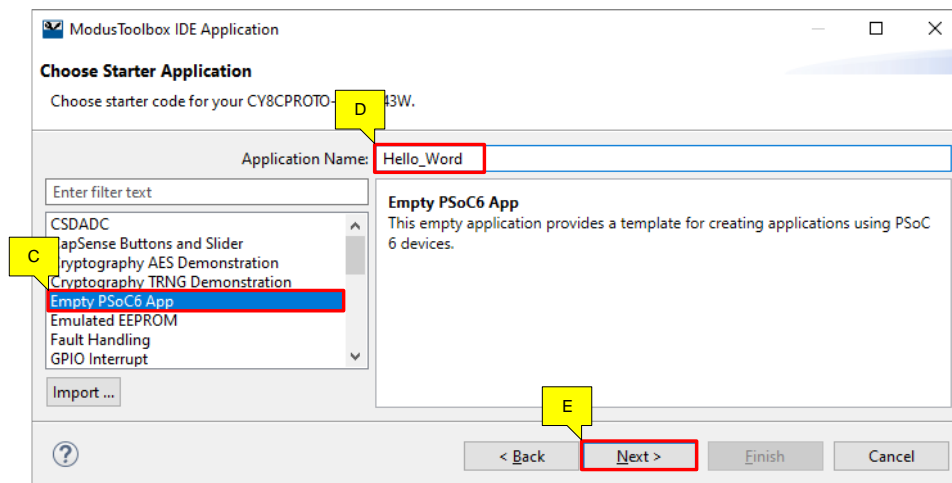 ModusToolbox IDE Application
Choose Starter Application
Choose starter code for your CY8CPROTO- 43W.
D
Application Name: Hello_Word
Enter filter text
Empty PSoC6 App
This empty application provides a template for creating applications using PSoC
6 devices.
CSDADC
apSense Buttons and Slider
C
ryptography AES Demonstration
Cryptography TRNG Demonstration
Empty PSoC6 App
Emulated EEPROM
Fault Handling
GPIO Interrupt
Import ...
E
?
< Back
Next >
Finish
Cancel